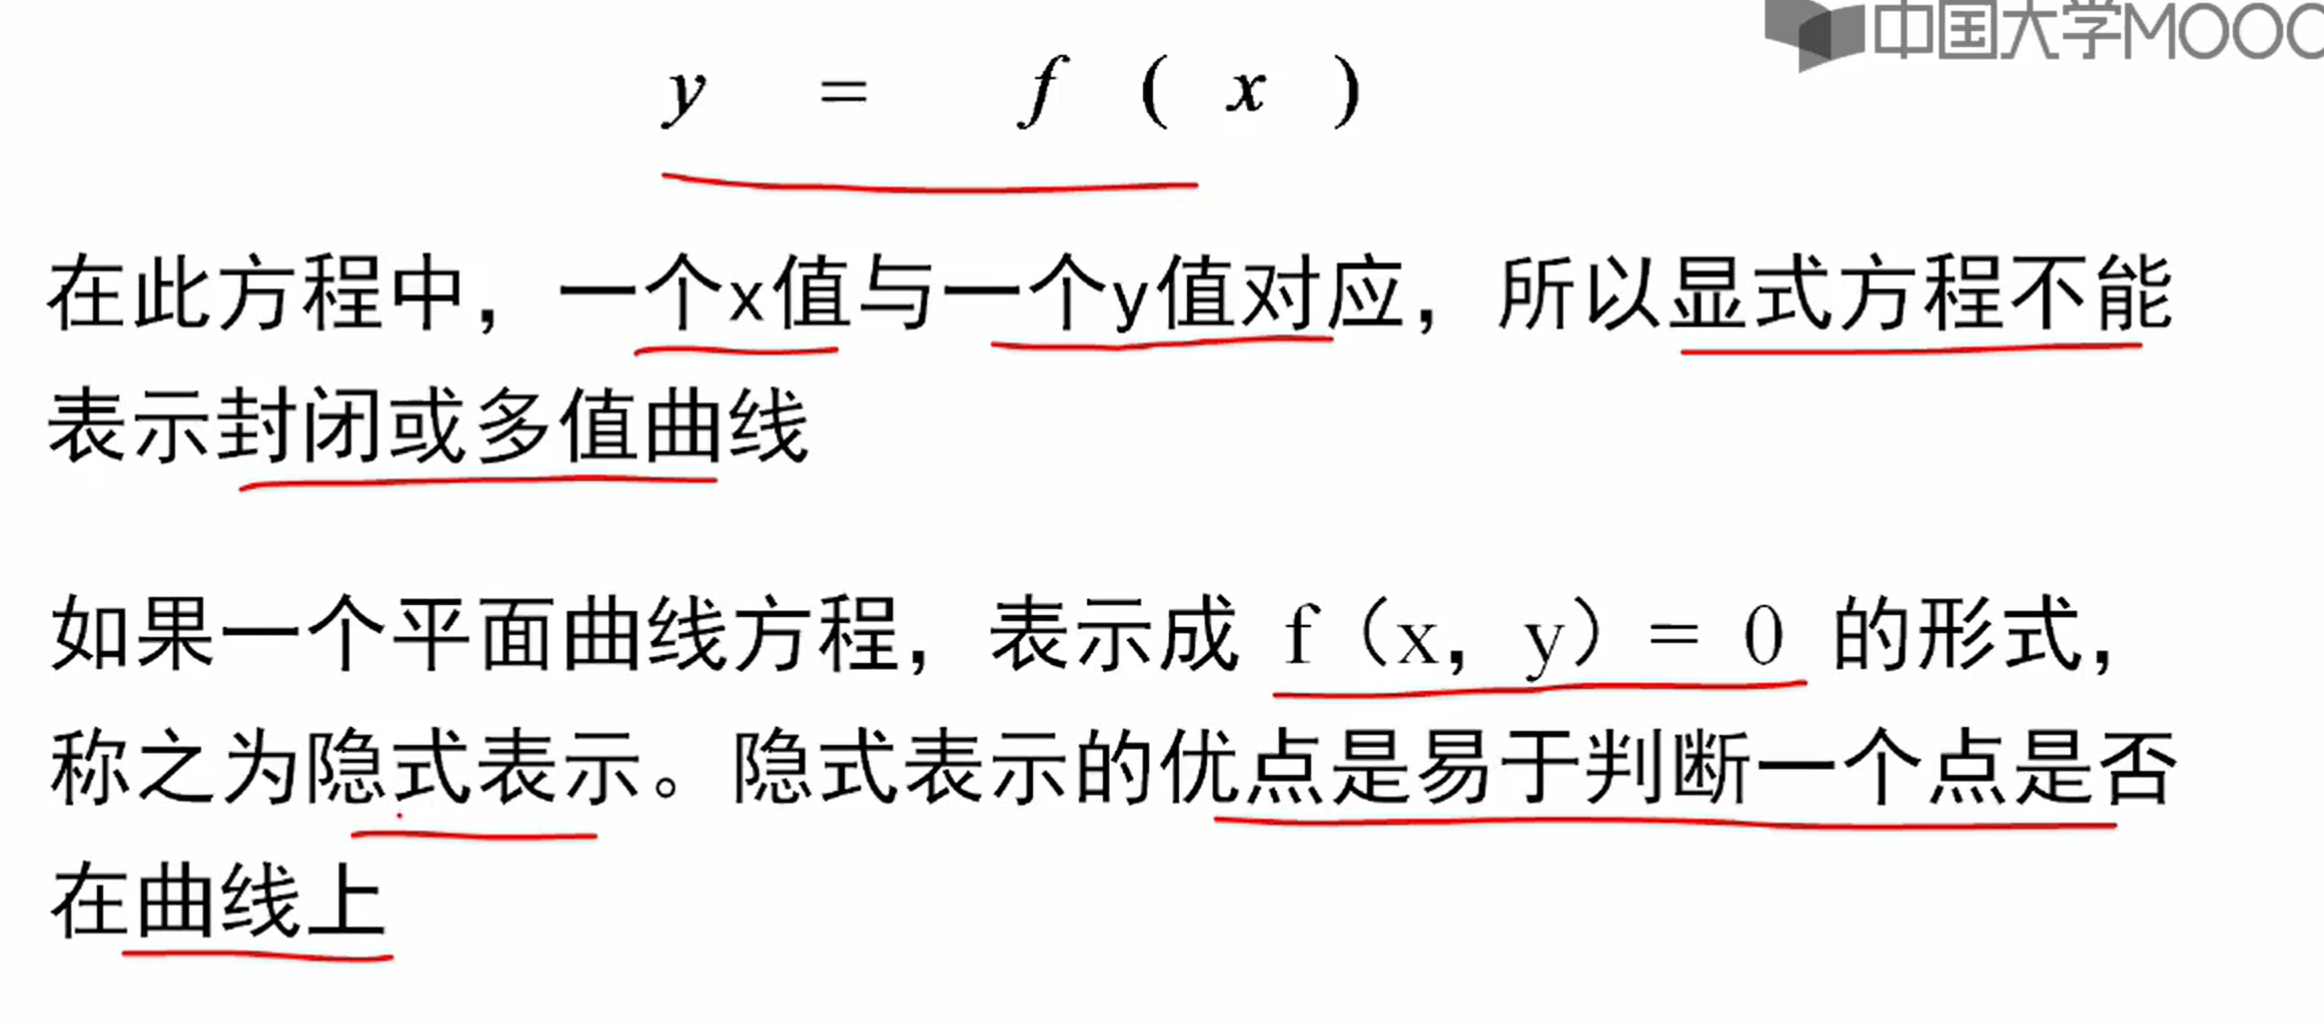 中国大学MOOC
y = f ( x )
在此方程中，一个x值与一个y值对应，所以显式方程不能
表示封闭或多值曲线
如果一个平面曲线方程，表示成 f（x，y）= 0 的形式，
称之为隐式表示。隐式表示的优点是易于判断一个点是否
在曲线上